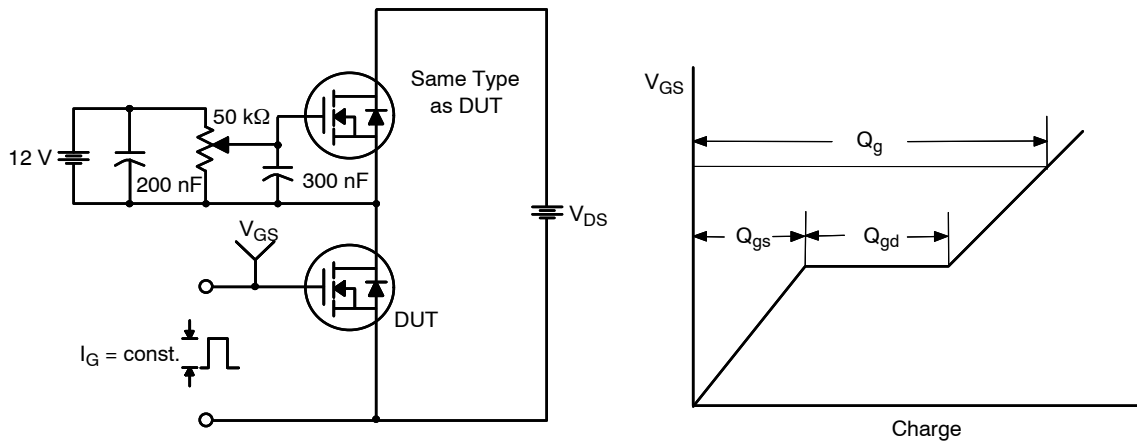 Same Type
as DUT
50 kΩ
12 V
200 nF
300 nF
V_DS
V_GS
DUT
I_G = const.
V_GS
Q_g
Q_gs
Q_gd
Charge